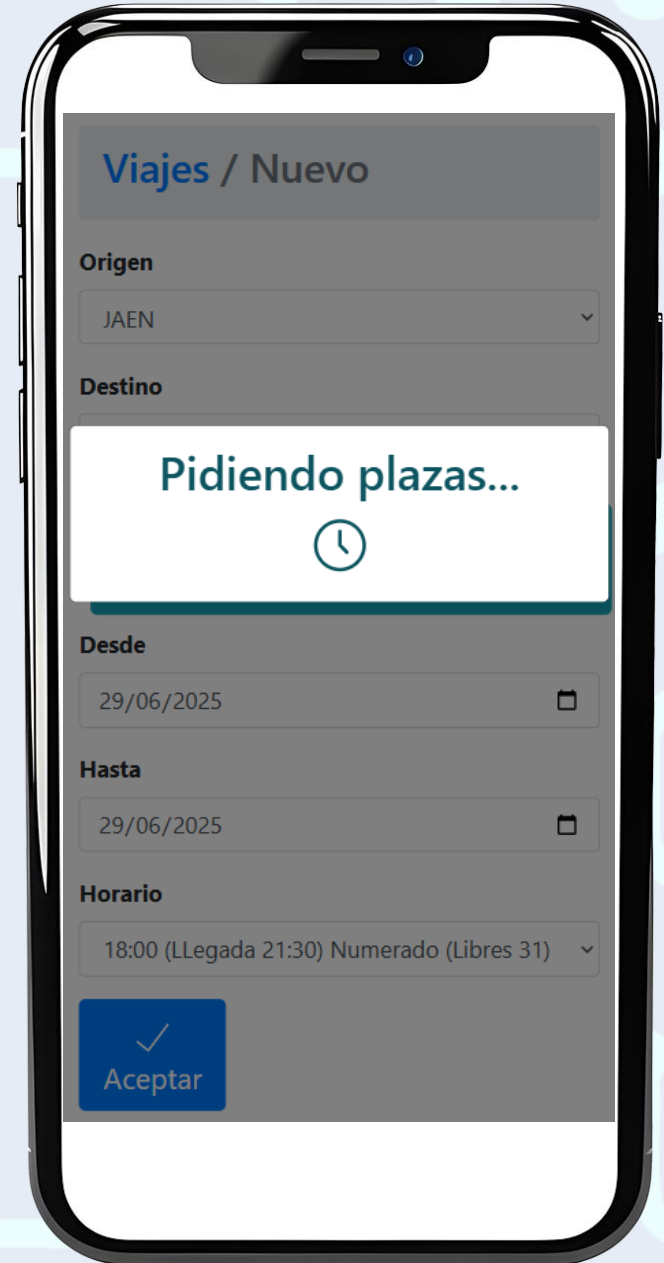 Viajes / Nuevo
Origen
JAEN
Destino
Pidiendo plazas...
Desde
29/06/2025
Hasta
29/06/2025
Horario
18:00 (LLegada 21:30) Numerado (Libres 31)
Aceptar